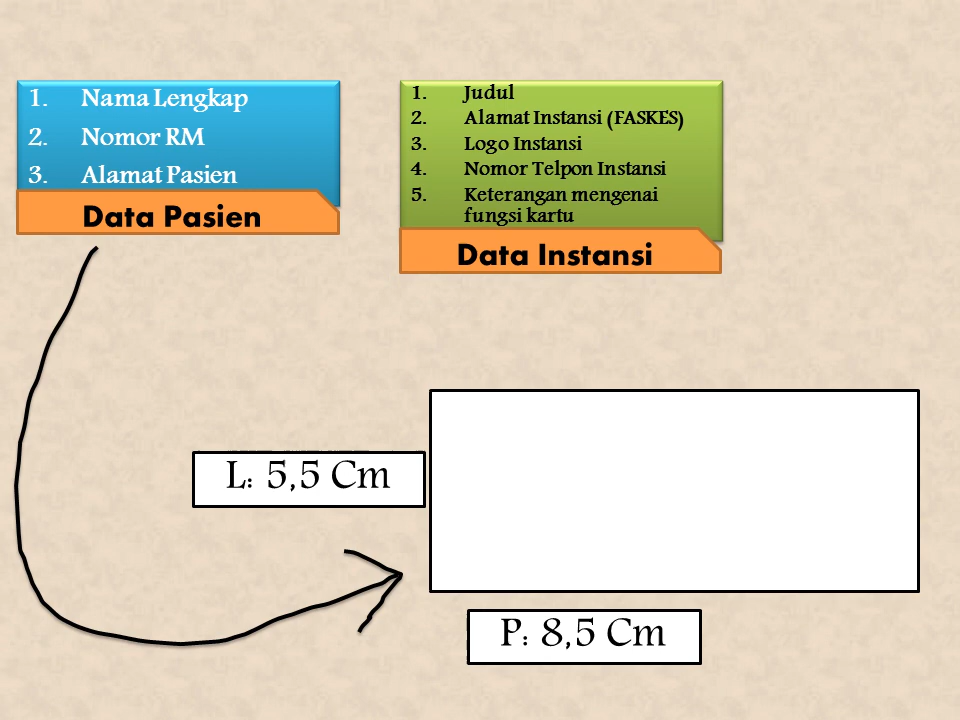 1. Nama Lengkap
2. Nomor RM
3. Alamat Pasien
Data Pasien
1. Judul
2. Alamat Instansi (FASKES)
3. Logo Instansi
4. Nomor Telpon Instansi
5. Keterangan mengenai
fungsi kartu
Data Instansi
L: 5,5 Cm
P: 8,5 Cm